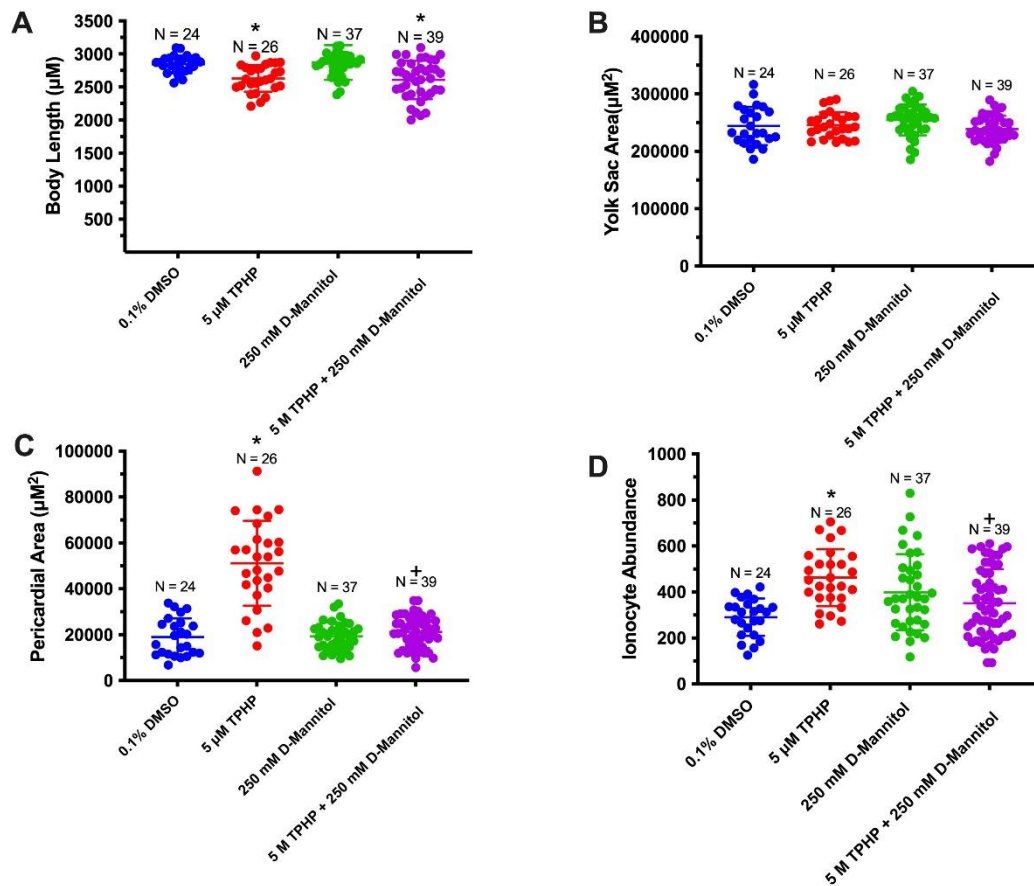 A
Body Length (µM)
3500
3000
2500
2000
1500
1000
500
N = 24
*
N = 26
N = 37
*
N = 39
0.1% DMSO
5 µM TPHP
250 mM D-Mannitol
5 M TPHP + 250 mM D-Mannitol
B
Yolk Sac Area(µM²)
400000
300000
200000
100000
0
N = 24
N = 26
N = 37
N = 39
0.1% DMSO
5 µM TPHP
250 mM D-Mannitol
5 M TPHP + 250 mM D-Mannitol
C
Pericardial Area (µM²)
100000
80000
60000
40000
20000
0
N = 24
*
N = 26
N = 37
+
N = 39
0.1% DMSO
5 µM TPHP
250 mM D-Mannitol
5 M TPHP + 250 mM D-Mannitol
D
Ionocyte Abundance
1000
800
600
400
200
0
N = 24
*
N = 26
N = 37
+
N = 39
0.1% DMSO
5 µM TPHP
250 mM D-Mannitol
5 M TPHP + 250 mM D-Mannitol